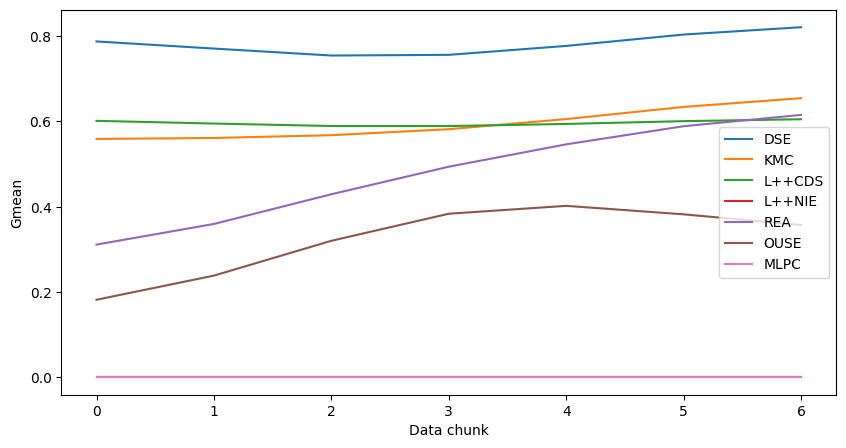 0.8
0.6
0.4
0.2
0.0
Gmean
0 1 2 3 4 5 6
Data chunk
DSE
KMC
L++CDS
L++NIE
REA
OUSE
MLPC